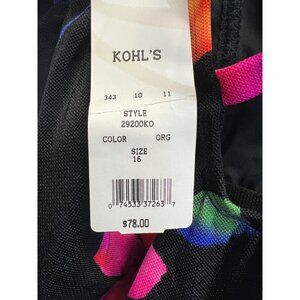 KOHL'S
343 10 11
STYLE
29200KO
COLOR ORG
SIZE
16
0 74533 37263 7
$78.00